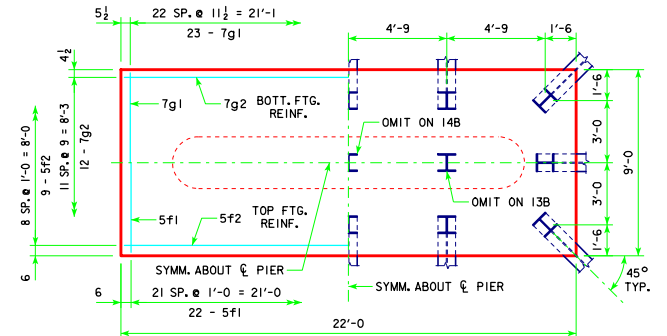 5½ 22 SP.@ 11½ = 21'-1
23 - 7g1
4'-9 4'-9 1'-6
4½
1'-6
7g1 7g2 BOTT. FTG.
REINF.
OMIT ON 14B
3'-0
9'-0
8 SP.@ 1'-0 = 8'-0
9 - 5f2
11 SP.@ 9 = 8'-3
12 - 7g2
OMIT ON 13B
3'-0
5f1 5f2 TOP FTG.
REINF.
1'-6
6
SYMM. ABOUT ℄ PIER
45°
TYP.
6 21 SP.@ 1'-0 = 21'-0
22 - 5f1
SYMM. ABOUT ℄ PIER
22'-0